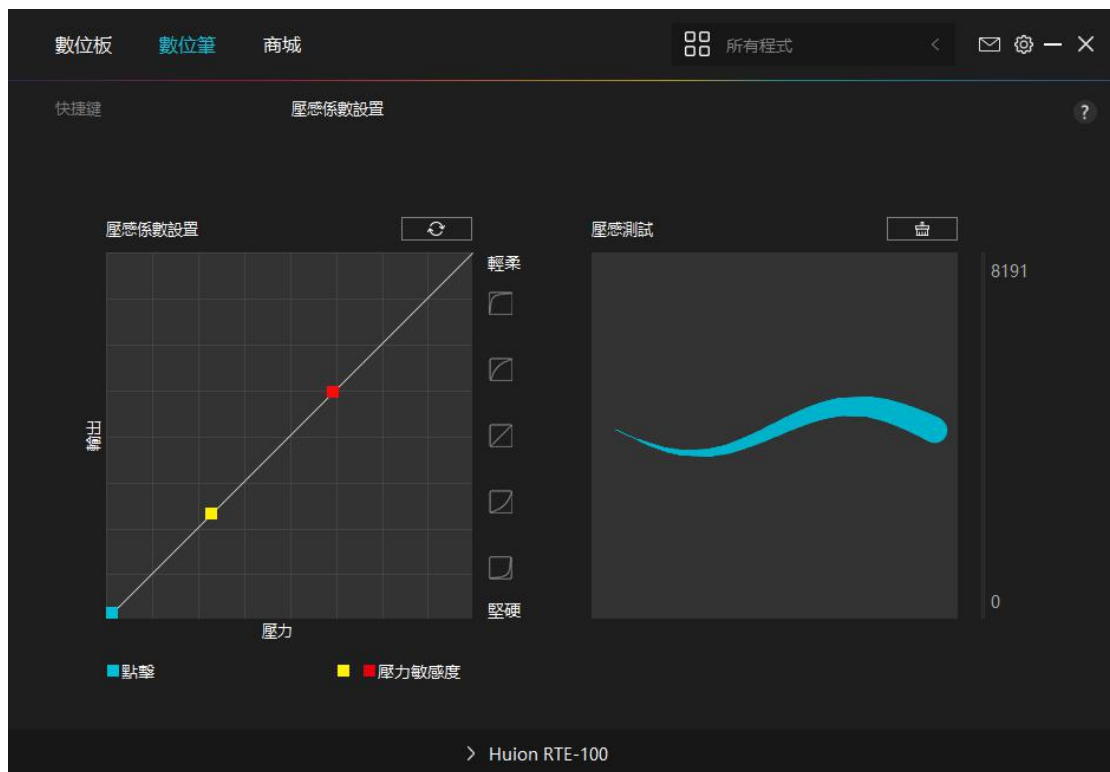 數位板 數位筆 商城 所有程式
快捷鍵 壓感係數設置 ?
壓感係數設置 壓感測試
輕柔
8191
輸出
0
堅硬
壓力
點擊 壓力敏感度
Huion RTE-100